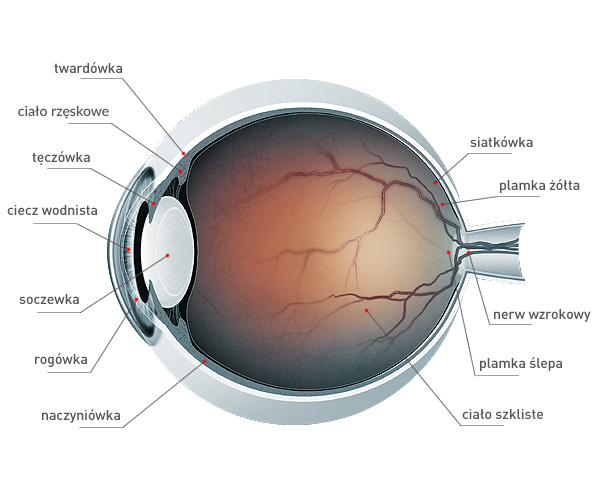 twardówka
ciało rzęskowe
tęczówka
ciecz wodnista
soczewka
rogówka
naczyniówka
siatkówka
plamka żółta
nerw wzrokowy
plamka ślepa
ciało szkliste